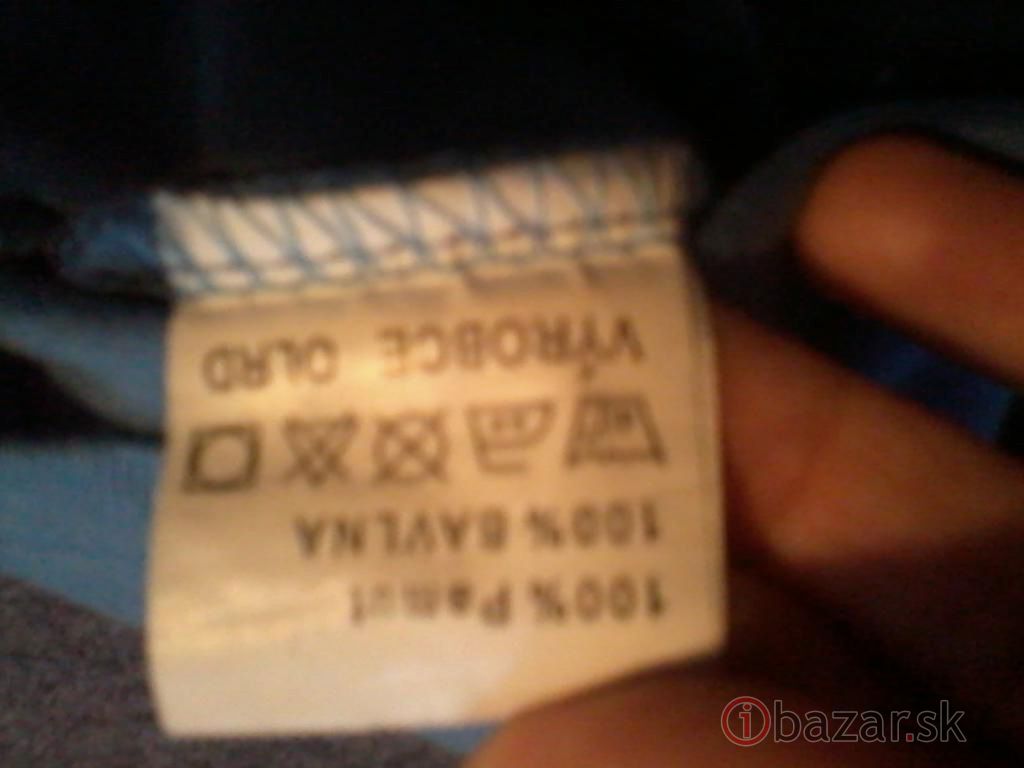 100% Pamut
100% BAVLNA
VÝROBCE
ibazar.sk